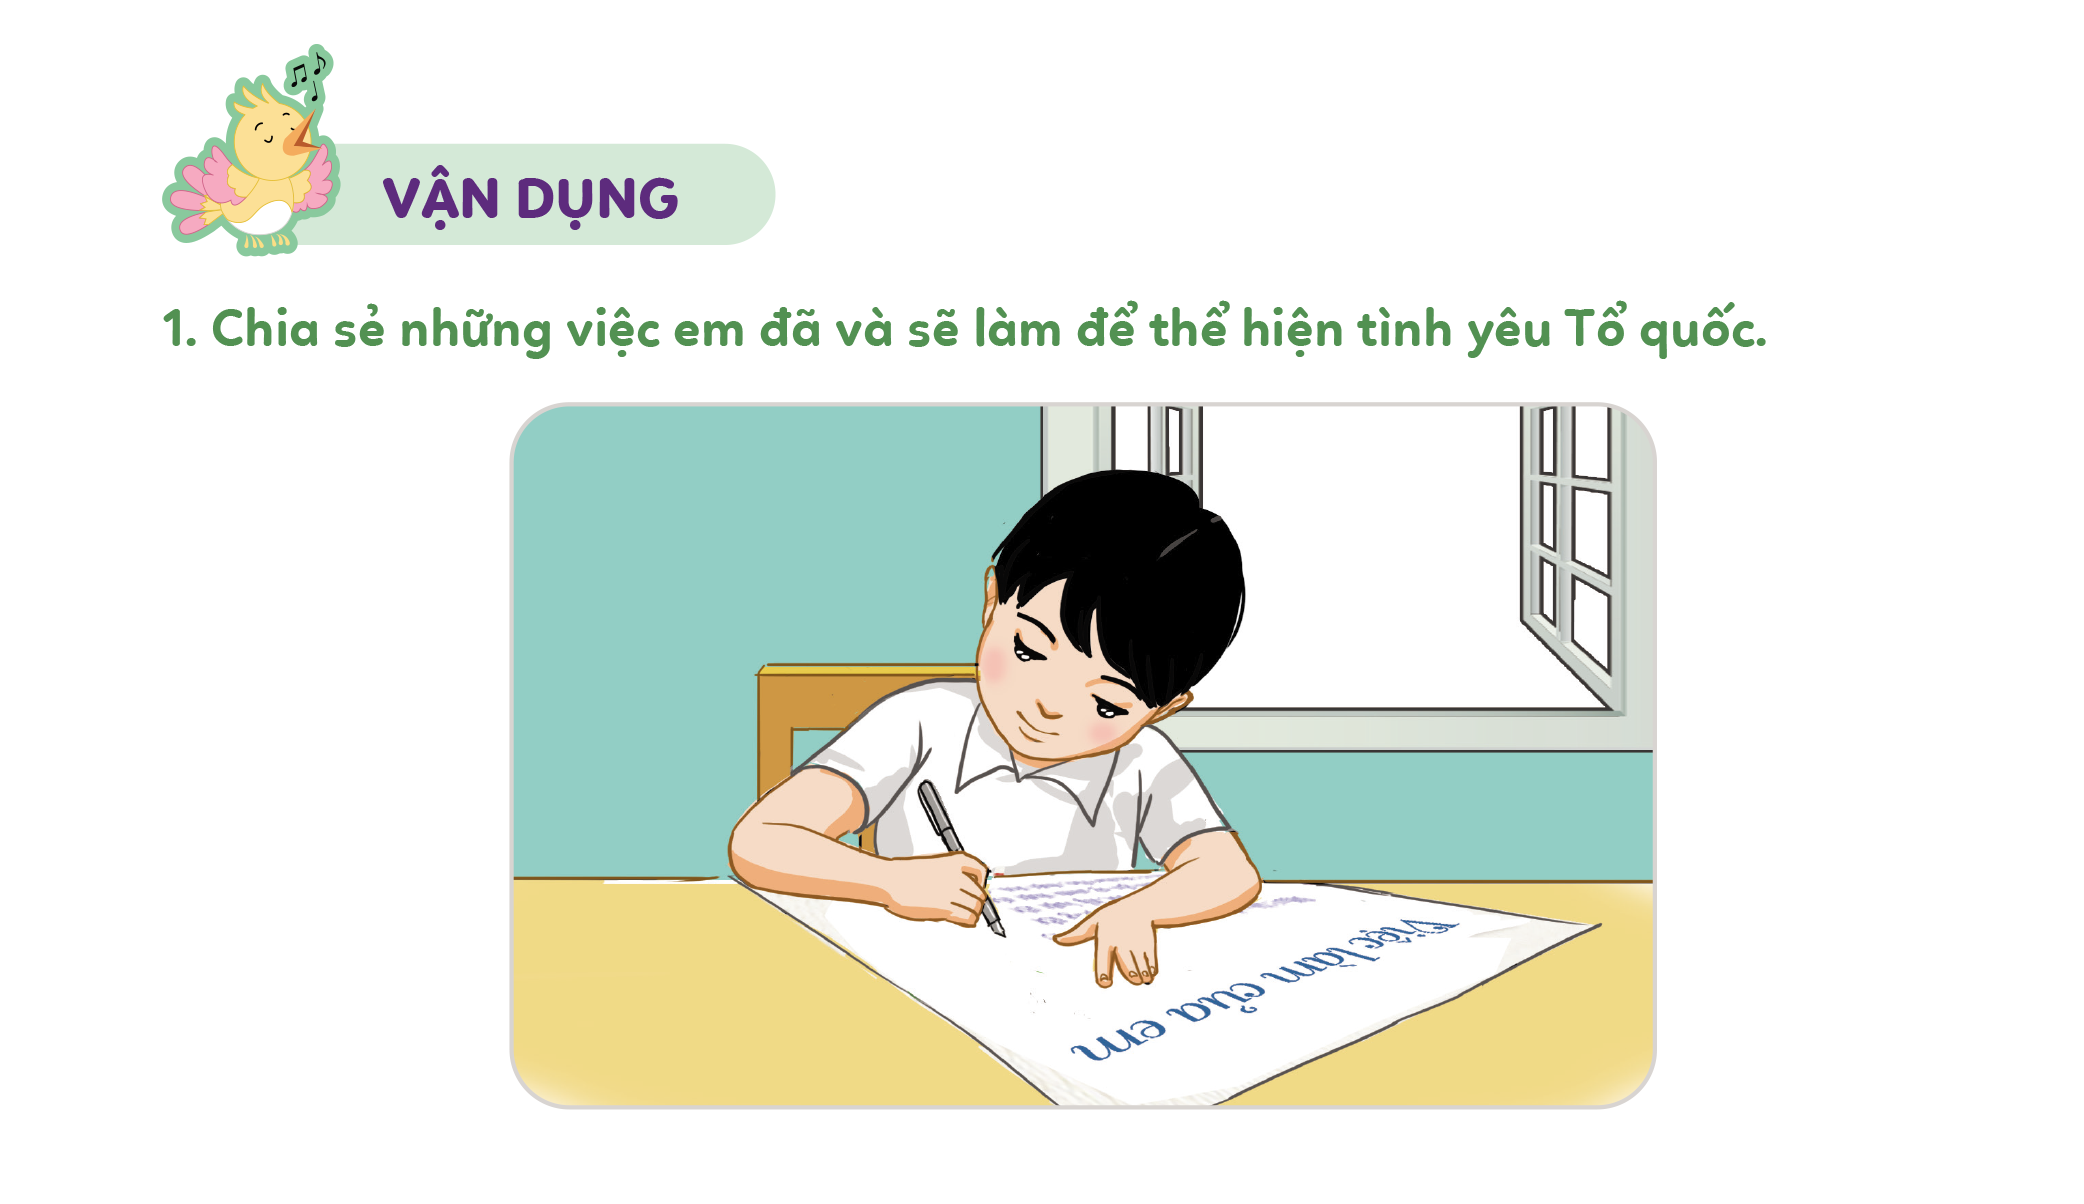 VẬN DỤNG
1. Chia sẻ những việc em đã và sẽ làm để thể hiện tình yêu Tổ quốc.
Việc làm của em